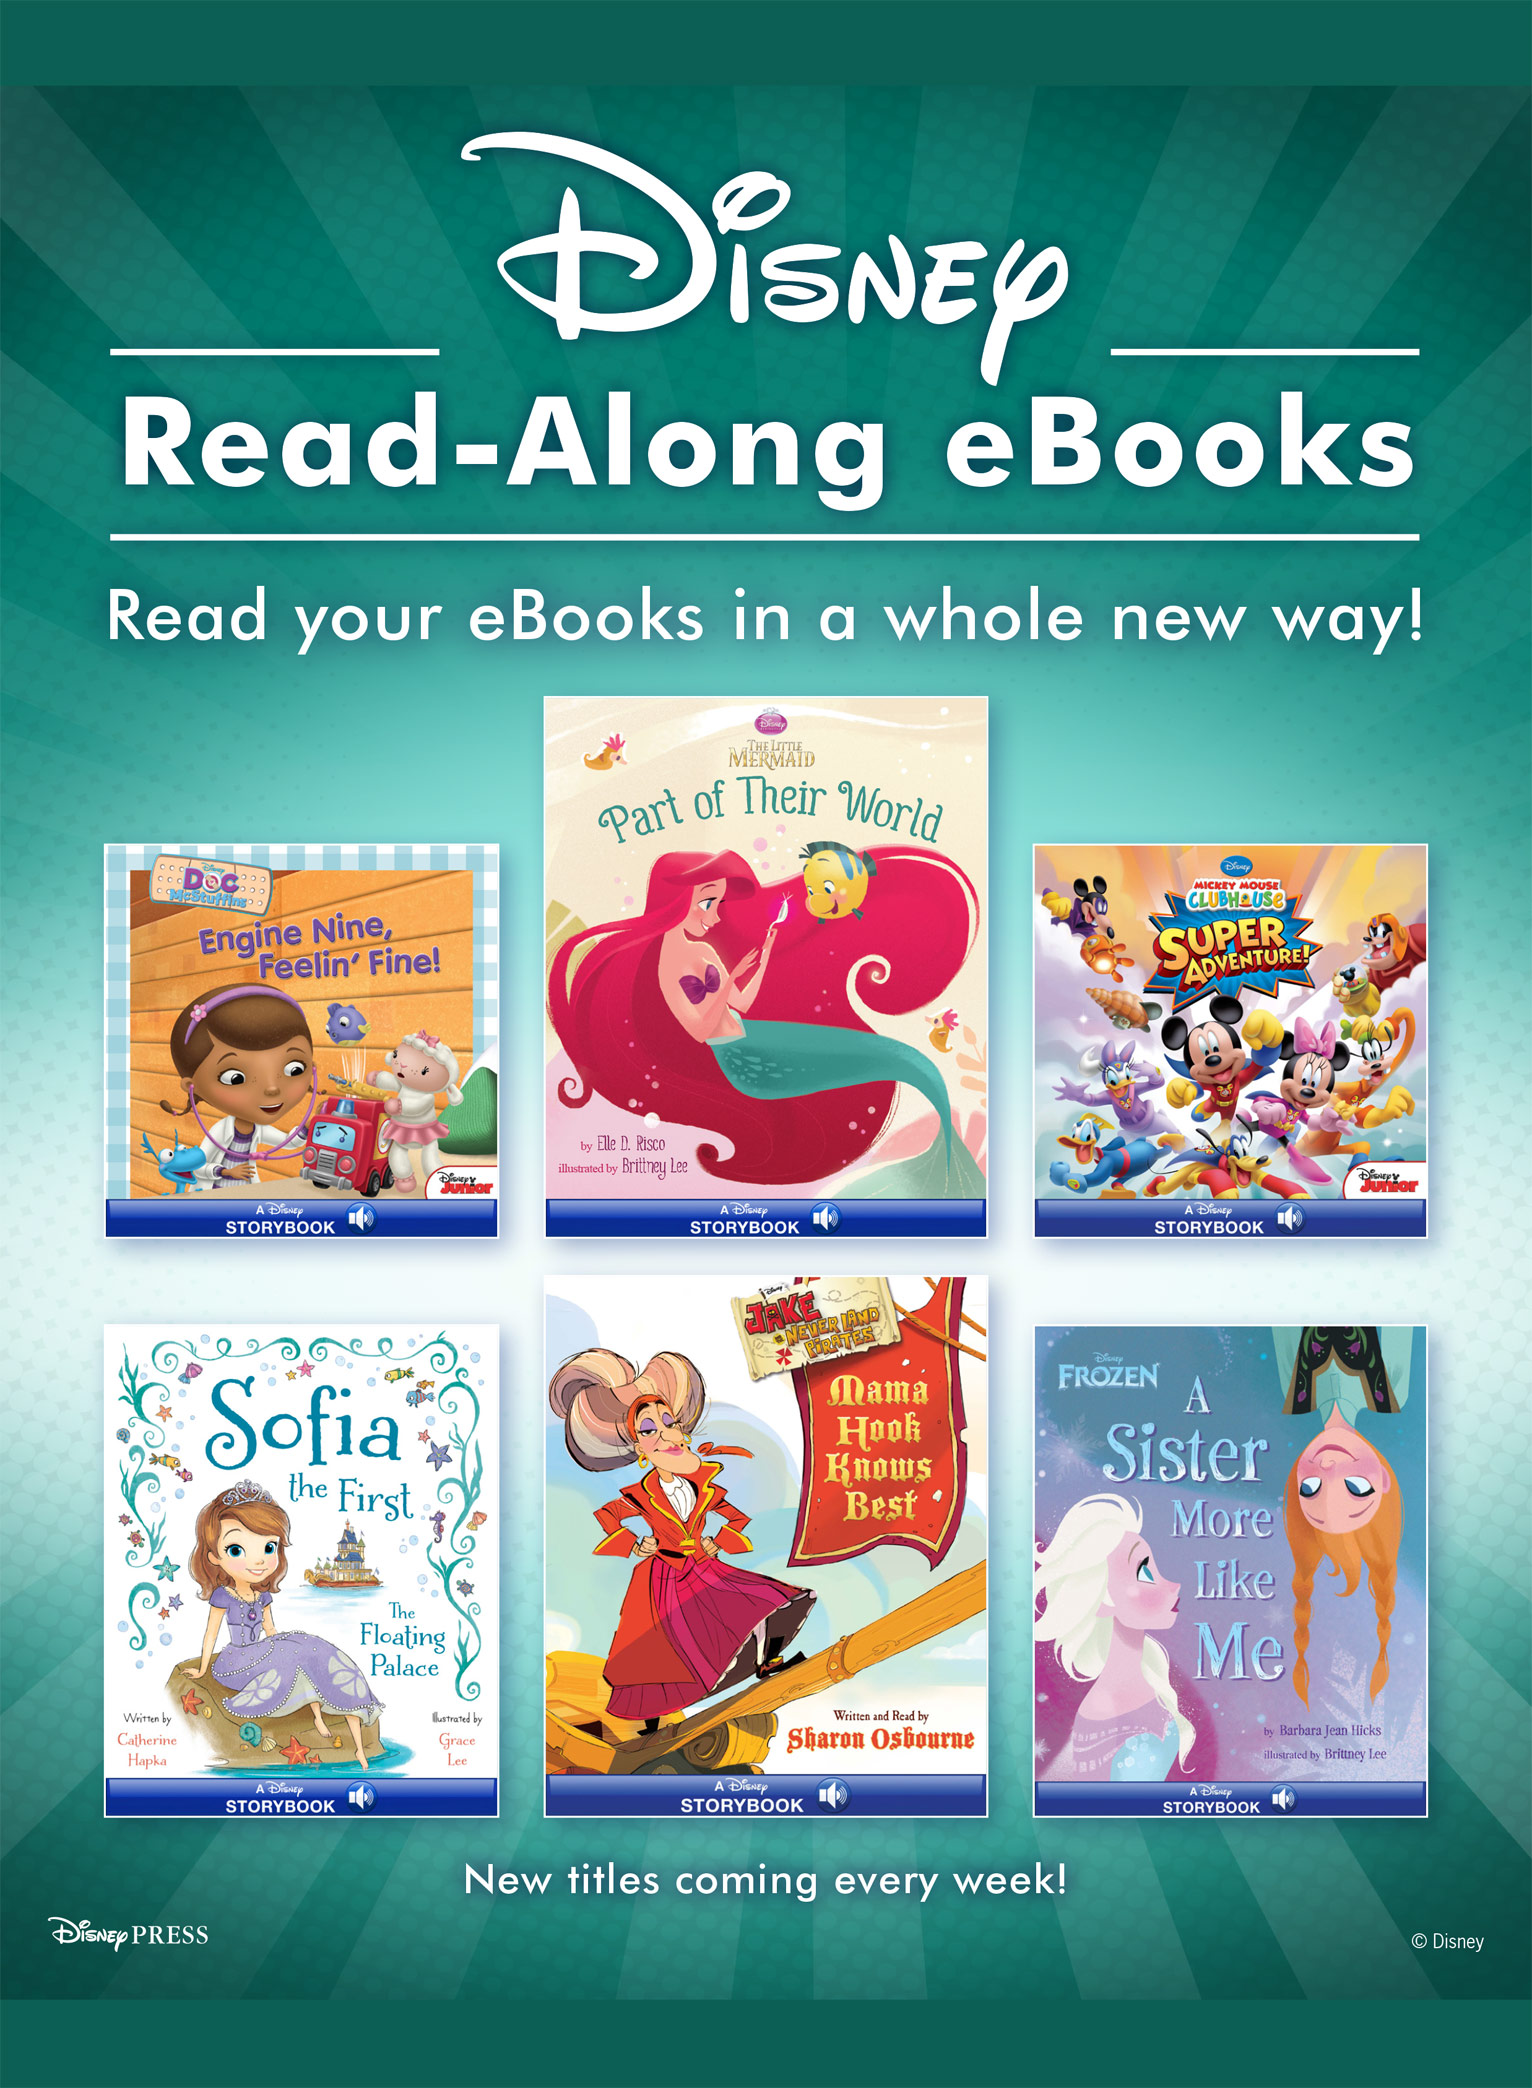 Disney
Read-Along eBooks
Read your eBooks in a whole new way!
Disney
THE LITTLE
MERMAID
Part of Their World
by Elle D. Risco
illustrated by Brittney Lee
A Disney
STORYBOOK
Disney
Doc
McStuffins
Engine Nine,
Feelin' Fine!
Disney
Junior
A Disney
STORYBOOK
Disney
MICKEY MOUSE
CLUBHOUSE
SUPER
ADVENTURE!
Disney
Junior
A Disney
STORYBOOK
Sofia
the First
The
Floating
Palace
Written by
Catherine
Hapka
Illustrated by
Grace
Lee
A Disney
STORYBOOK
Disney
JAKE
NEVER LAND
PIRATES
Mama
Hook
Knows
Best
Written and Read by
Sharon Osbourne
A Disney
STORYBOOK
Disney
FROZEN
A
Sister
More
Like
Me
by Barbara Jean Hicks
illustrated by Brittney Lee
A Disney
STORYBOOK
New titles coming every week!
Disney PRESS
© Disney